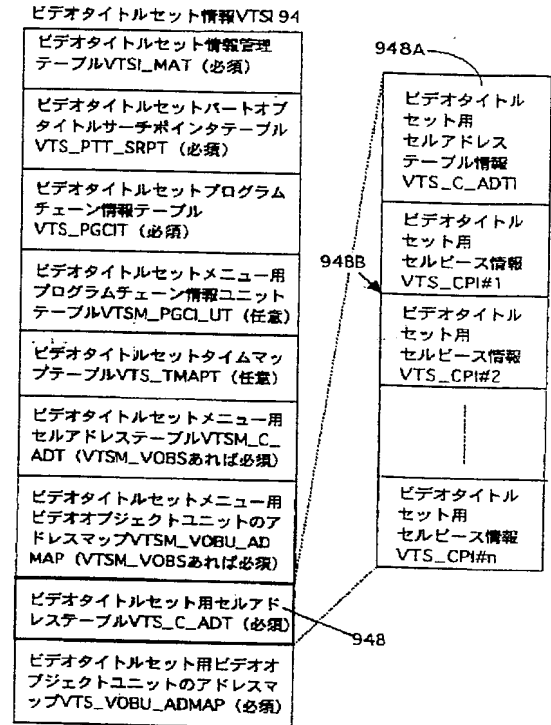 ビデオタイトルセット情報VTSI 94
ビデオタイトルセット情報管理
テーブルVTSI_MAT（必須）
ビデオタイトルセットパートオブ
タイトルサーチポインタテーブル
VTS_PTT_SRPT（必須）
ビデオタイトルセットプログラム
チェーン情報テーブル
VTS_PGCIT（必須）
ビデオタイトルセットメニュー用
プログラムチェーン情報ユニット
テーブルVTSM_PGCI_UT（任意）
ビデオタイトルセットタイムマッ
プテーブルVTS_TMAPT（任意）
ビデオタイトルセットメニュー用
セルアドレステーブルVTSM_C_
ADT（VTSM_VOBSあれば必須）
ビデオタイトルセットメニュー用
ビデオオブジェクトユニットのア
ドレスマップVTSM_VOBU_AD
MAP（VTSM_VOBSあれば必須）
ビデオタイトルセット用セルアド
レステーブルVTS_C_ADT（必須）
ビデオタイトルセット用ビデオオ
ブジェクトユニットのアドレスマ
ップVTS_VOBU_ADMAP（必須）
948A
ビデオタイトル
セット用
セルアドレス
テーブル情報
VTS_C_ADTI
948B
ビデオタイトル
セット用
セルピース情報
VTS_CPI#1
ビデオタイトル
セット用
セルピース情報
VTS_CPI#2
ビデオタイトル
セット用
セルピース情報
VTS_CPI#n
948